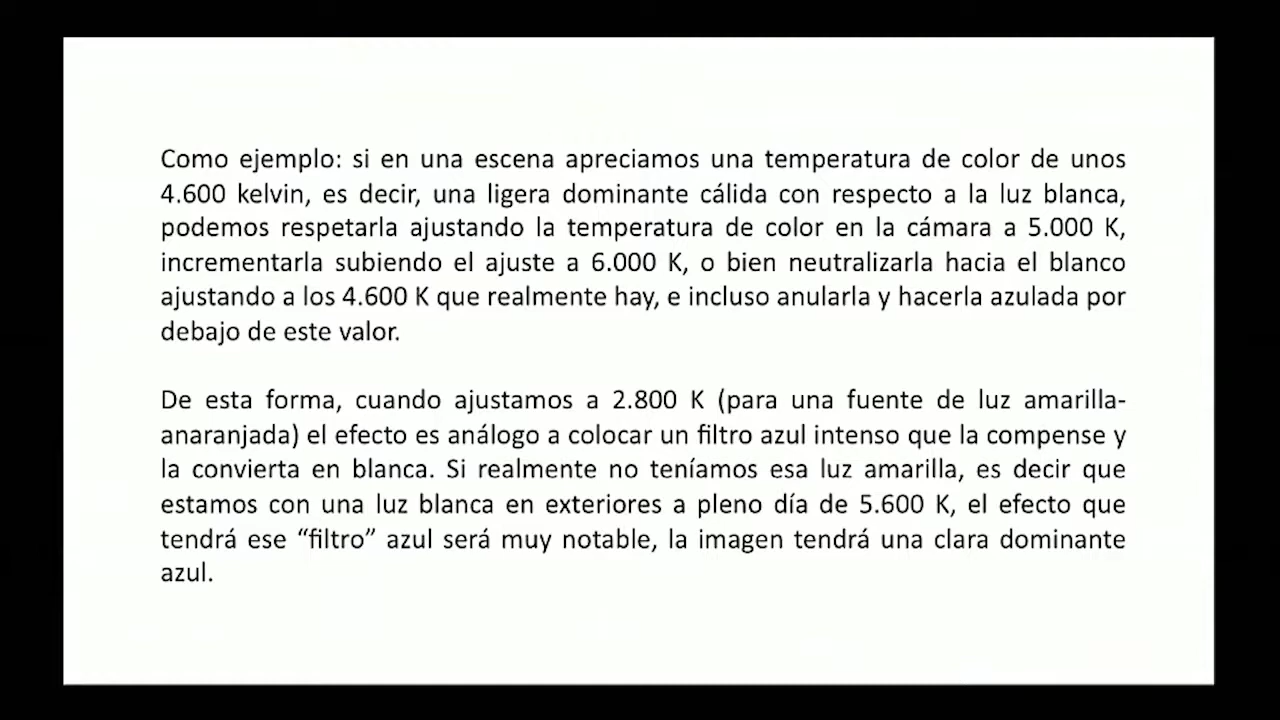 Como ejemplo: si en una escena apreciamos una temperatura de color de unos
4.600 kelvin, es decir, una ligera dominante cálida con respecto a la luz blanca,
podemos respetarla ajustando la temperatura de color en la cámara a 5.000 K,
incrementarla subiendo el ajuste a 6.000 K, o bien neutralizarla hacia el blanco
ajustando a los 4.600 K que realmente hay, e incluso anularla y hacerla azulada por
debajo de este valor.
De esta forma, cuando ajustamos a 2.800 K (para una fuente de luz amarilla-
anaranjada) el efecto es análogo a colocar un filtro azul intenso que la compense y
la convierta en blanca. Si realmente no teníamos esa luz amarilla, es decir que
estamos con una luz blanca en exteriores a pleno día de 5.600 K, el efecto que
tendrá ese “filtro” azul será muy notable, la imagen tendrá una clara dominante
azul.